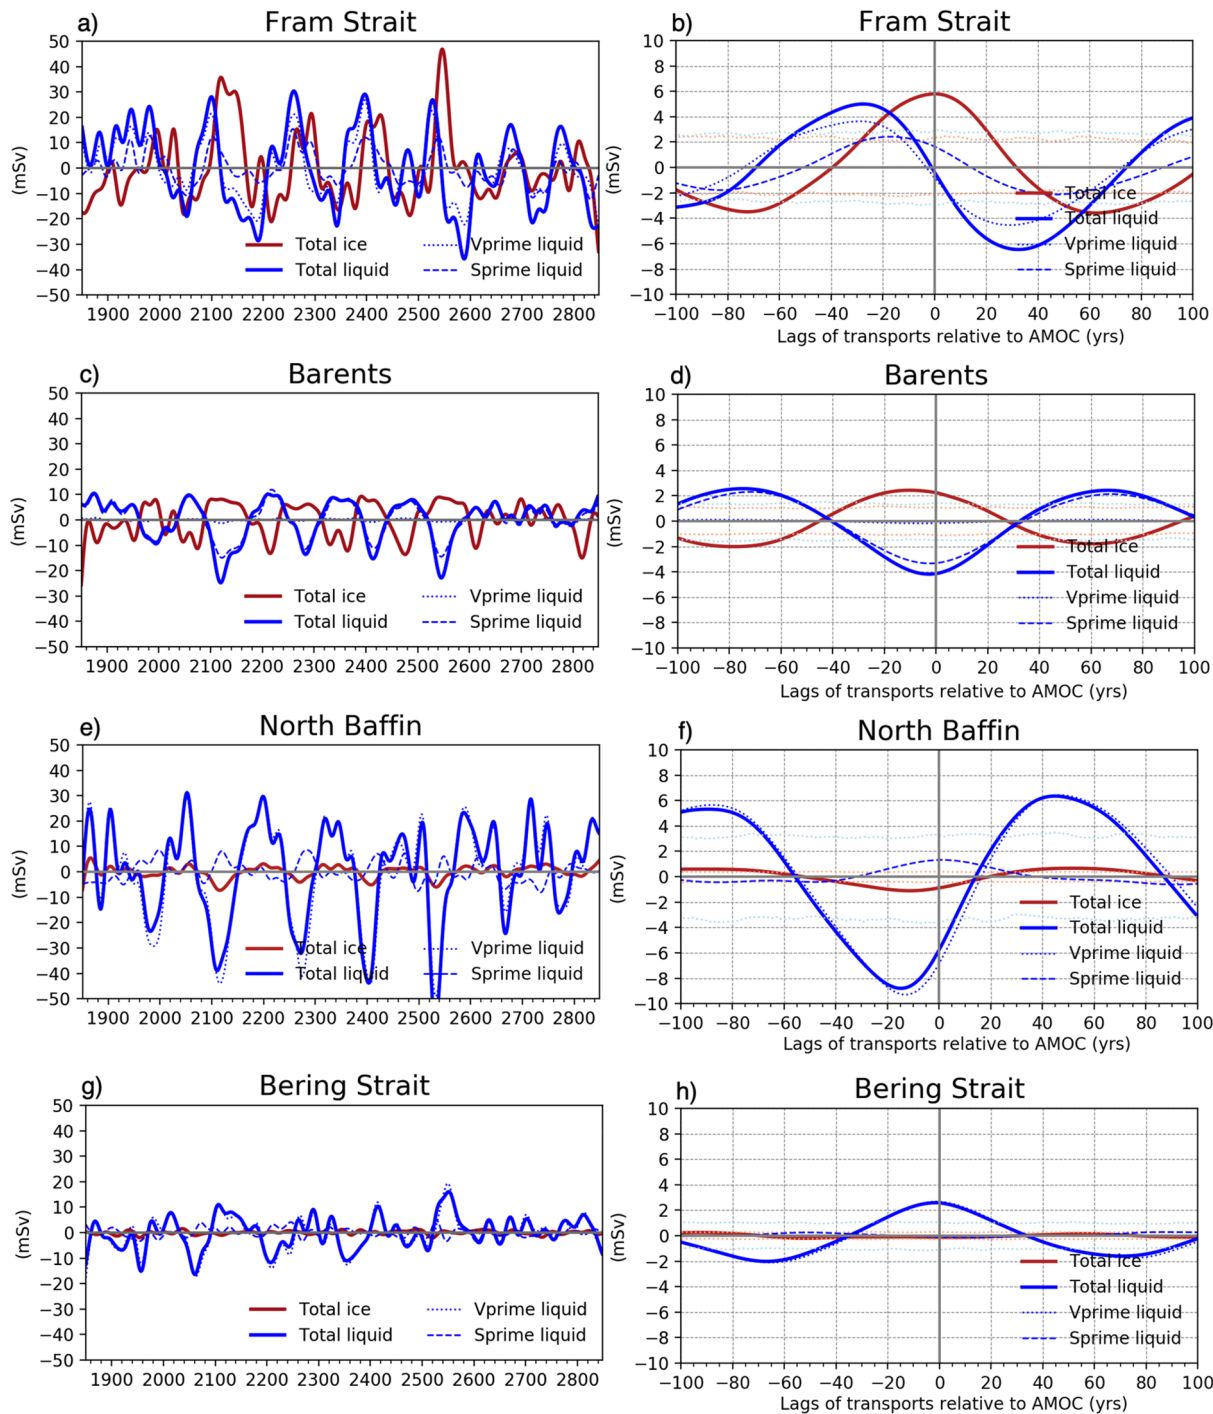 a) Fram Strait
50
40
30
20
10
0
−10
−20
−30
−40
−50
(mSv)
Total ice
Total liquid
Vprime liquid
Sprime liquid
1900 2000 2100 2200 2300 2400 2500 2600 2700 2800
b) Fram Strait
10
8
6
4
2
0
−2
−4
−6
−8
−10
(mSv)
Total ice
Total liquid
Vprime liquid
Sprime liquid
−100 −80 −60 −40 −20 0 20 40 60 80 100
Lags of transports relative to AMOC (yrs)
c) Barents
50
40
30
20
10
0
−10
−20
−30
−40
−50
(mSv)
Total ice
Total liquid
Vprime liquid
Sprime liquid
1900 2000 2100 2200 2300 2400 2500 2600 2700 2800
d) Barents
10
8
6
4
2
0
−2
−4
−6
−8
−10
(mSv)
Total ice
Total liquid
Vprime liquid
Sprime liquid
−100 −80 −60 −40 −20 0 20 40 60 80 100
Lags of transports relative to AMOC (yrs)
e) North Baffin
50
40
30
20
10
0
−10
−20
−30
−40
−50
(mSv)
Total ice
Total liquid
Vprime liquid
Sprime liquid
1900 2000 2100 2200 2300 2400 2500 2600 2700 2800
f) North Baffin
10
8
6
4
2
0
−2
−4
−6
−8
−10
(mSv)
Total ice
Total liquid
Vprime liquid
Sprime liquid
−100 −80 −60 −40 −20 0 20 40 60 80 100
Lags of transports relative to AMOC (yrs)
g) Bering Strait
50
40
30
20
10
0
−10
−20
−30
−40
−50
(mSv)
Total ice
Total liquid
Vprime liquid
Sprime liquid
1900 2000 2100 2200 2300 2400 2500 2600 2700 2800
h) Bering Strait
10
8
6
4
2
0
−2
−4
−6
−8
−10
(mSv)
Total ice
Total liquid
Vprime liquid
Sprime liquid
−100 −80 −60 −40 −20 0 20 40 60 80 100
Lags of transports relative to AMOC (yrs)